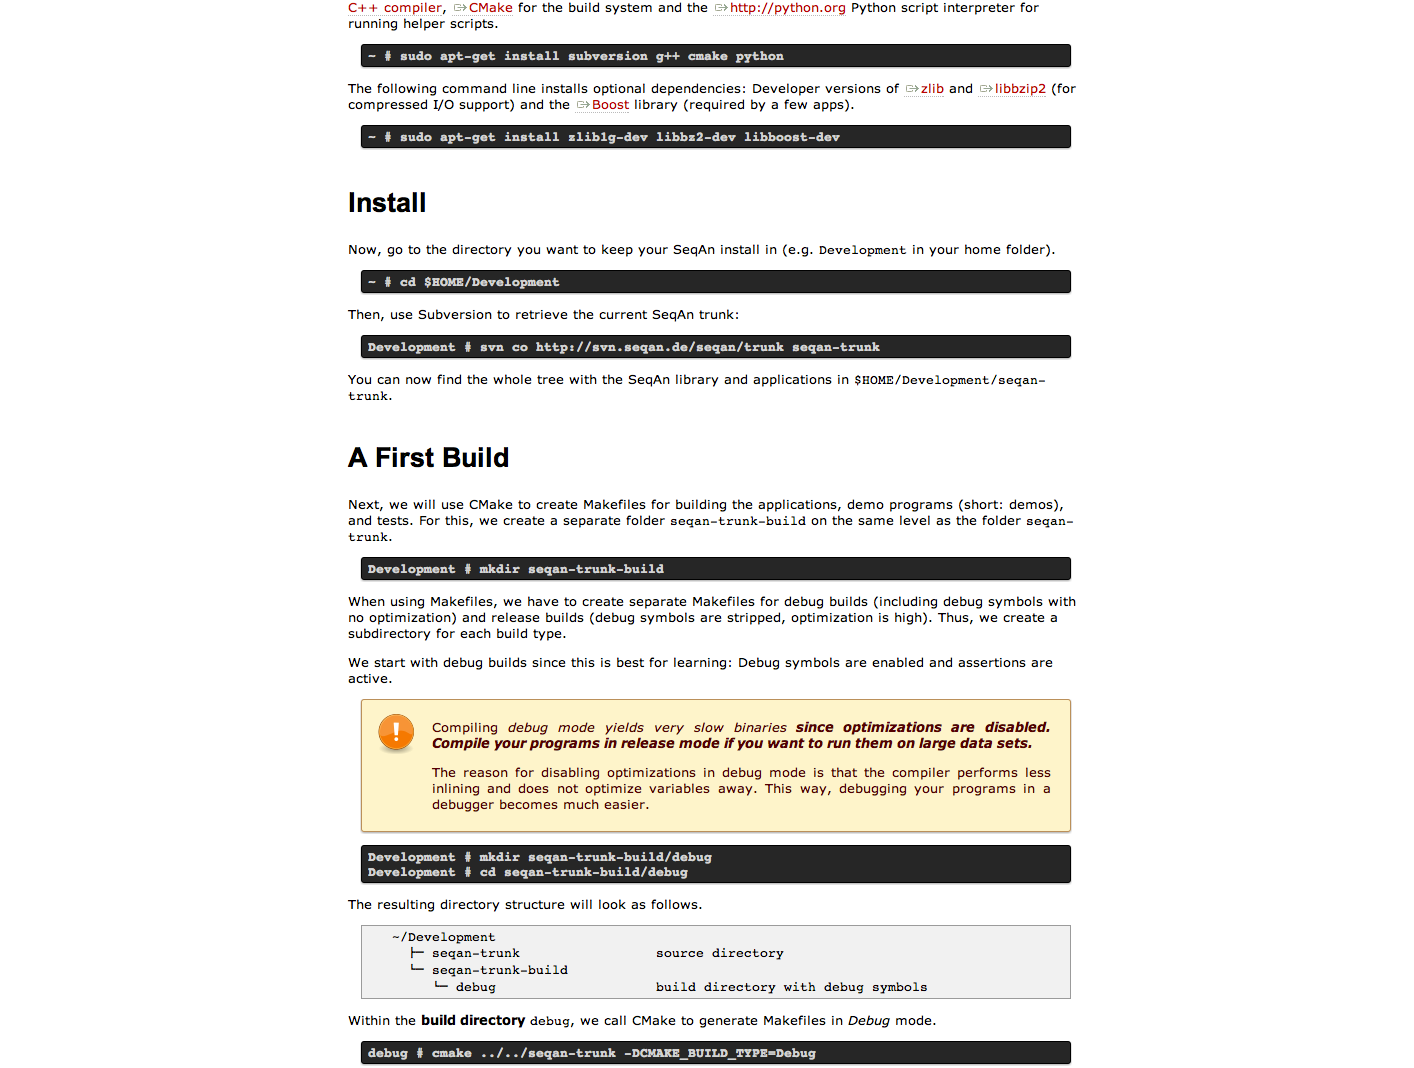 C++ compiler, CMake for the build system and the http://python.org Python script interpreter for
running helper scripts.
~ # sudo apt-get install subversion g++ cmake python
The following command line installs optional dependencies: Developer versions of zlib and libbzip2 (for
compressed I/O support) and the Boost library (required by a few apps).
~ # sudo apt-get install zlib1g-dev libbz2-dev libboost-dev
Install
Now, go to the directory you want to keep your SeqAn install in (e.g. Development in your home folder).
~ # cd $HOME/Development
Then, use Subversion to retrieve the current SeqAn trunk:
Development # svn co http://svn.seqan.de/seqan/trunk seqan-trunk
You can now find the whole tree with the SeqAn library and applications in $HOME/Development/seqan-
trunk.
A First Build
Next, we will use CMake to create Makefiles for building the applications, demo programs (short: demos),
and tests. For this, we create a separate folder seqan-trunk-build on the same level as the folder seqan-
trunk.
Development # mkdir seqan-trunk-build
When using Makefiles, we have to create separate Makefiles for debug builds (including debug symbols with
no optimization) and release builds (debug symbols are stripped, optimization is high). Thus, we create a
subdirectory for each build type.
We start with debug builds since this is best for learning: Debug symbols are enabled and assertions are
active.
Compiling debug mode yields very slow binaries since optimizations are disabled.
Compile your programs in release mode if you want to run them on large data sets.
The reason for disabling optimizations in debug mode is that the compiler performs less
inlining and does not optimize variables away. This way, debugging your programs in a
debugger becomes much easier.
Development # mkdir seqan-trunk-build/debug
Development # cd seqan-trunk-build/debug
The resulting directory structure will look as follows.
~/Development
├─ seqan-trunk source directory
└─ seqan-trunk-build
└─ debug build directory with debug symbols
Within the build directory debug, we call CMake to generate Makefiles in Debug mode.
debug # cmake ../../seqan-trunk -DCMAKE_BUILD_TYPE=Debug